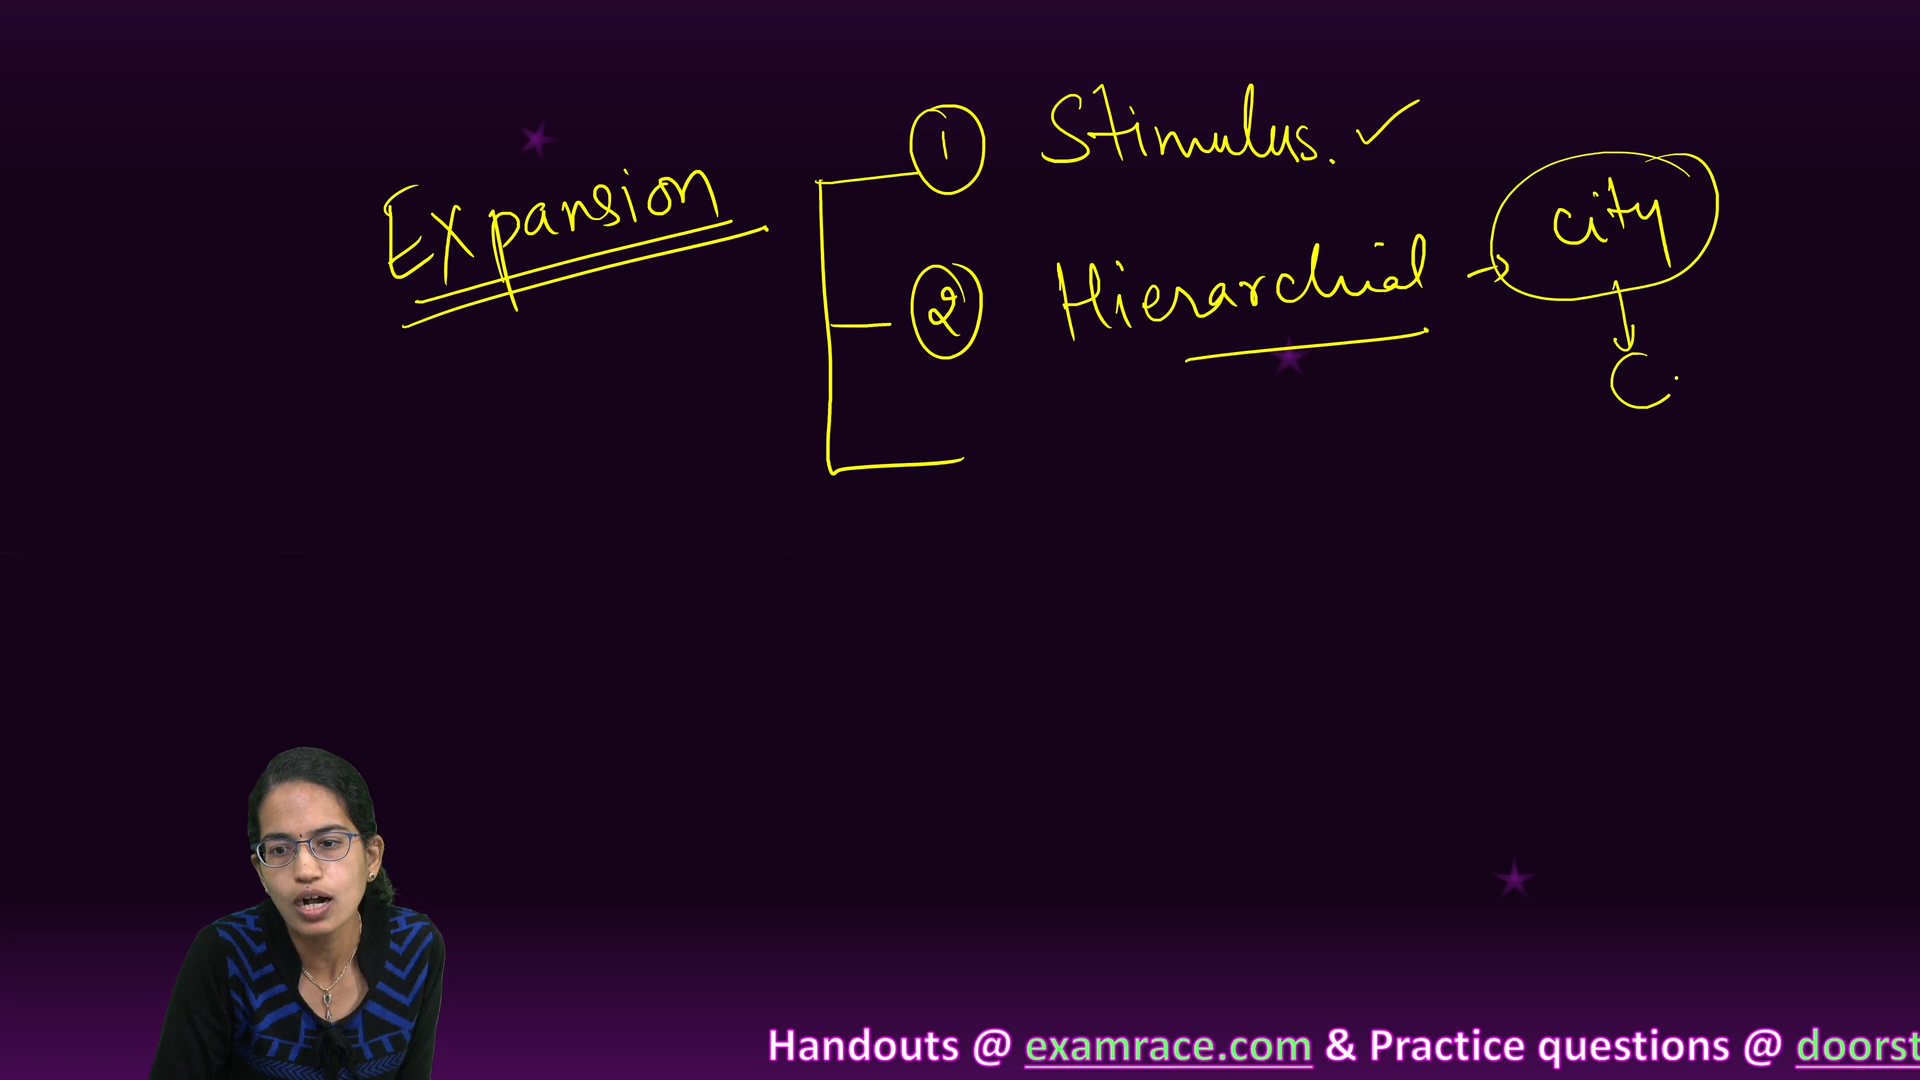 Expansion
1 Stimulus.
2 Hierarchial
city
C
Handouts @ examrace.com & Practice questions @ doorst